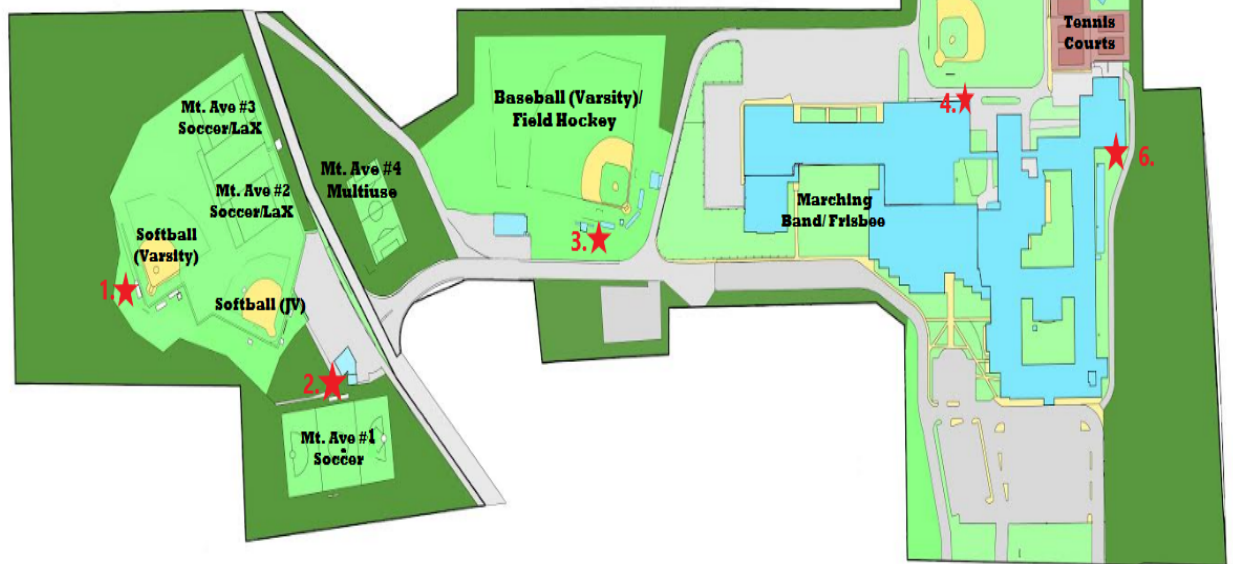 Tennis
Courts
Mt. Ave #3
Soccer/LaX
Baseball (Varsity)/
Field Hockey
4.
6.
Mt. Ave #4
Multiuse
Mt. Ave #2
Soccer/LaX
Marching
Band/ Frisbee
Softball
(Varsity)
3.
1.
Softball (JV)
2.
Mt. Ave #1
Soccer